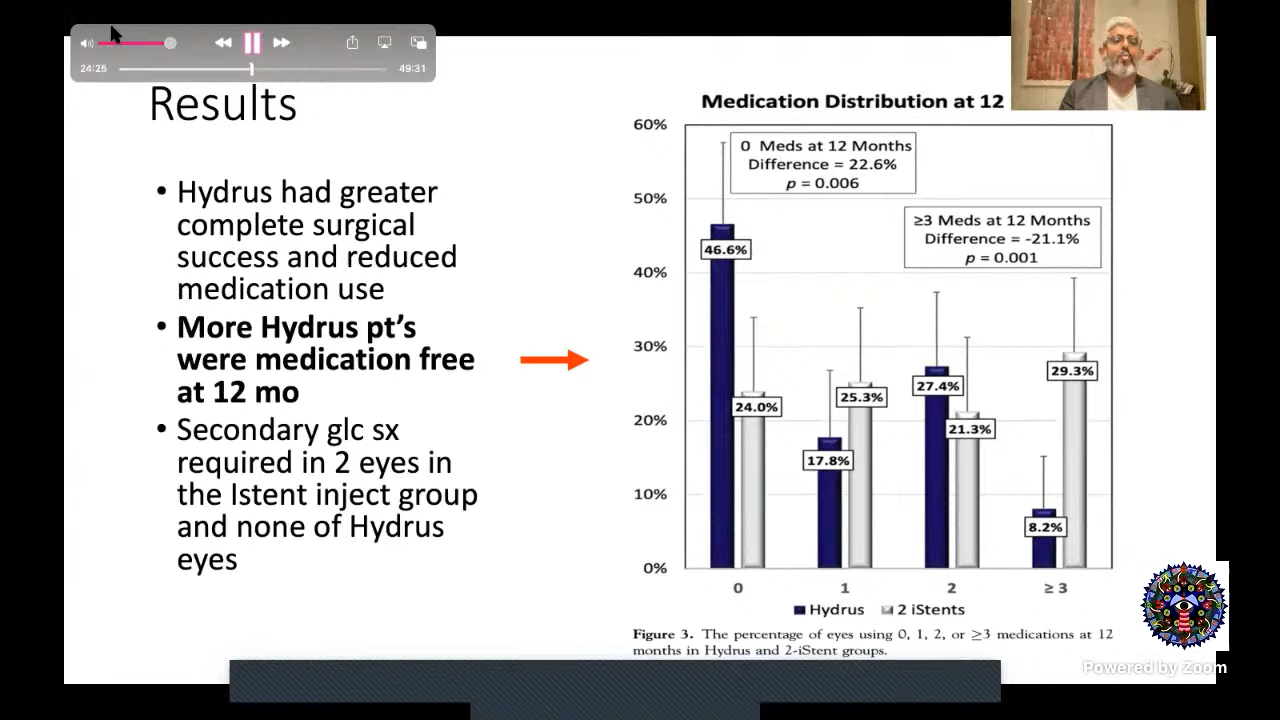 24:25
49:31
Results
• Hydrus had greater
complete surgical
success and reduced
medication use
• More Hydrus pt’s
were medication free
at 12 mo
• Secondary glc sx
required in 2 eyes in
the Istent inject group
and none of Hydrus
eyes
Medication Distribution at 12
60%
50%
40%
30%
20%
10%
0%
0 Meds at 12 Months
Difference = 22.6%
p = 0.006
≥3 Meds at 12 Months
Difference = -21.1%
p = 0.001
46.6%
24.0%
17.8%
25.3%
27.4%
21.3%
8.2%
29.3%
0 1 2 ≥ 3
Hydrus 2 iStents
Figure 3. The percentage of eyes using 0, 1, 2, or ≥3 medications at 12
months in Hydrus and 2-iStent groups.
Powered by Zoom